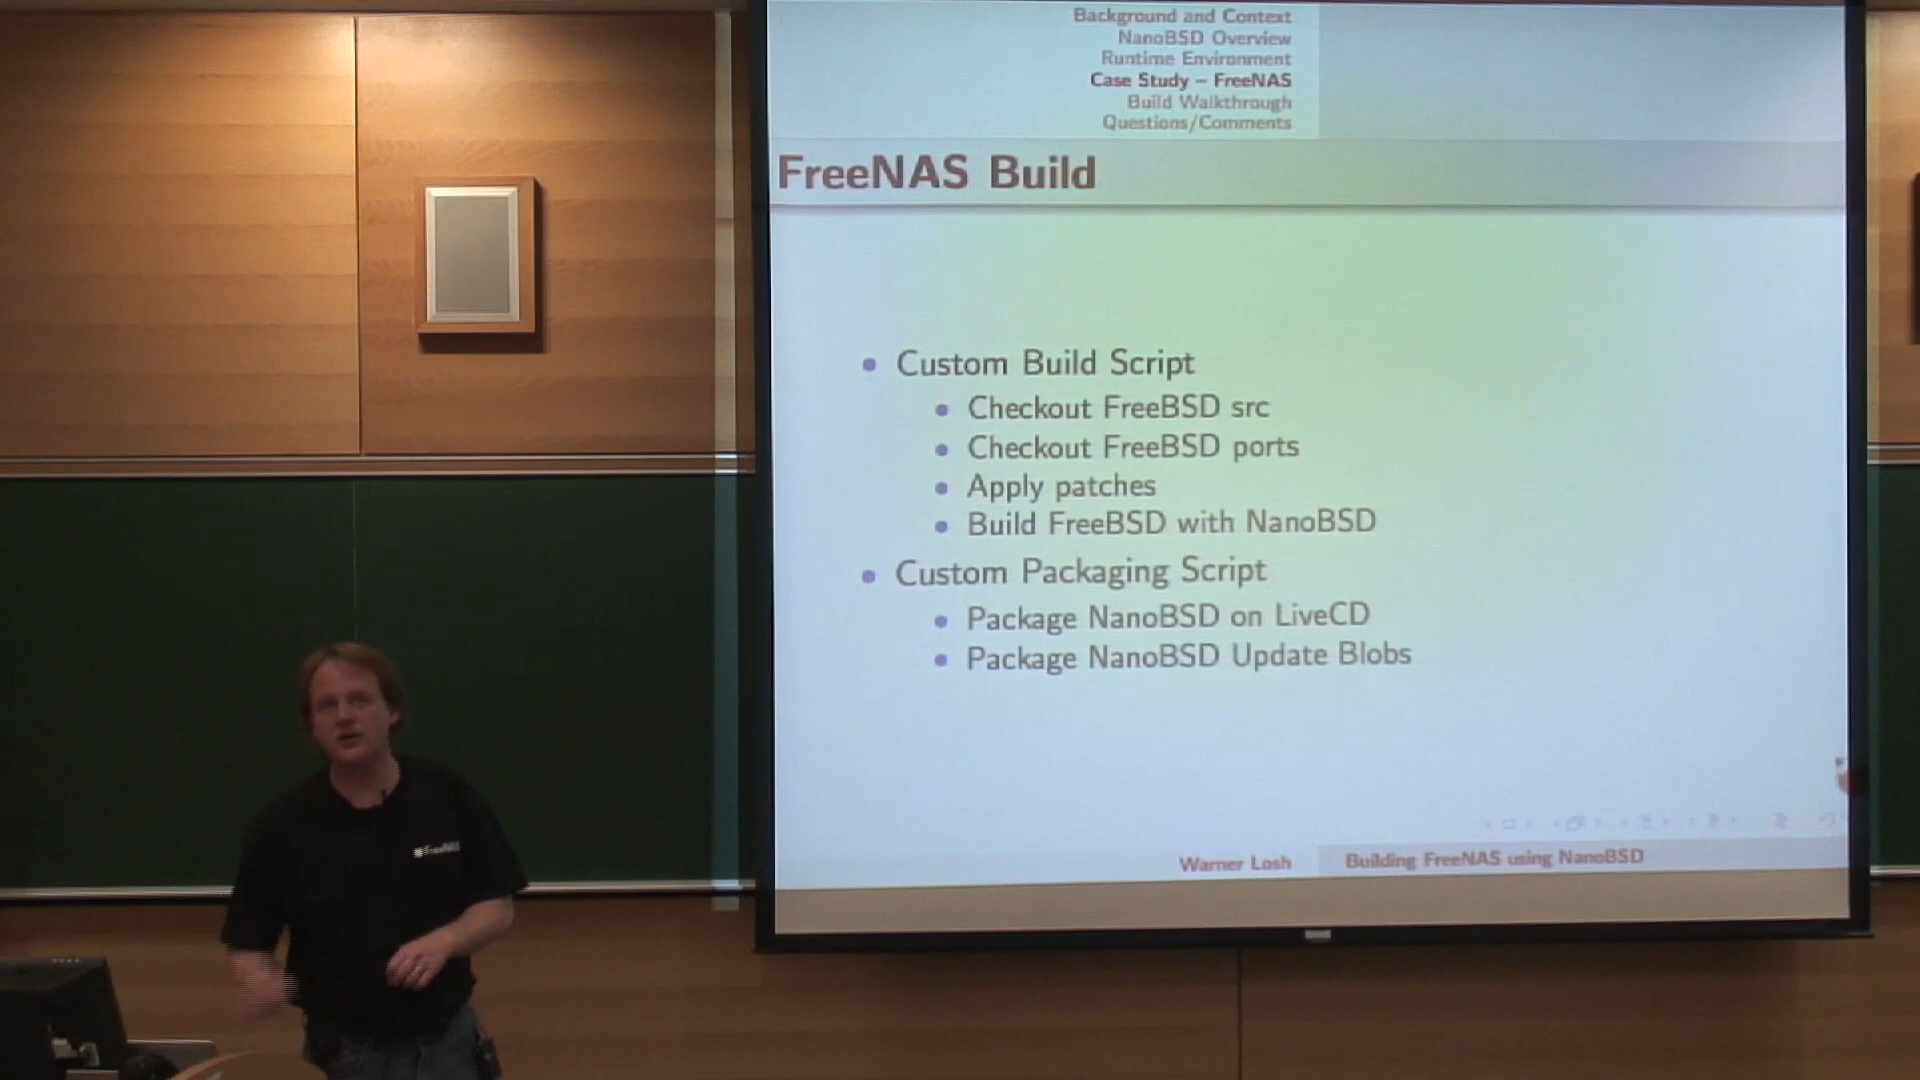 Background and Context
NanoBSD Overview
Runtime Environment
Case Study – FreeNAS
Build Walkthrough
Questions/Comments
FreeNAS Build
Custom Build Script
Checkout FreeBSD src
Checkout FreeBSD ports
Apply patches
Build FreeBSD with NanoBSD
Custom Packaging Script
Package NanoBSD on LiveCD
Package NanoBSD Update Blobs
Warner Losh
Building FreeNAS using NanoBSD
FreeNAS